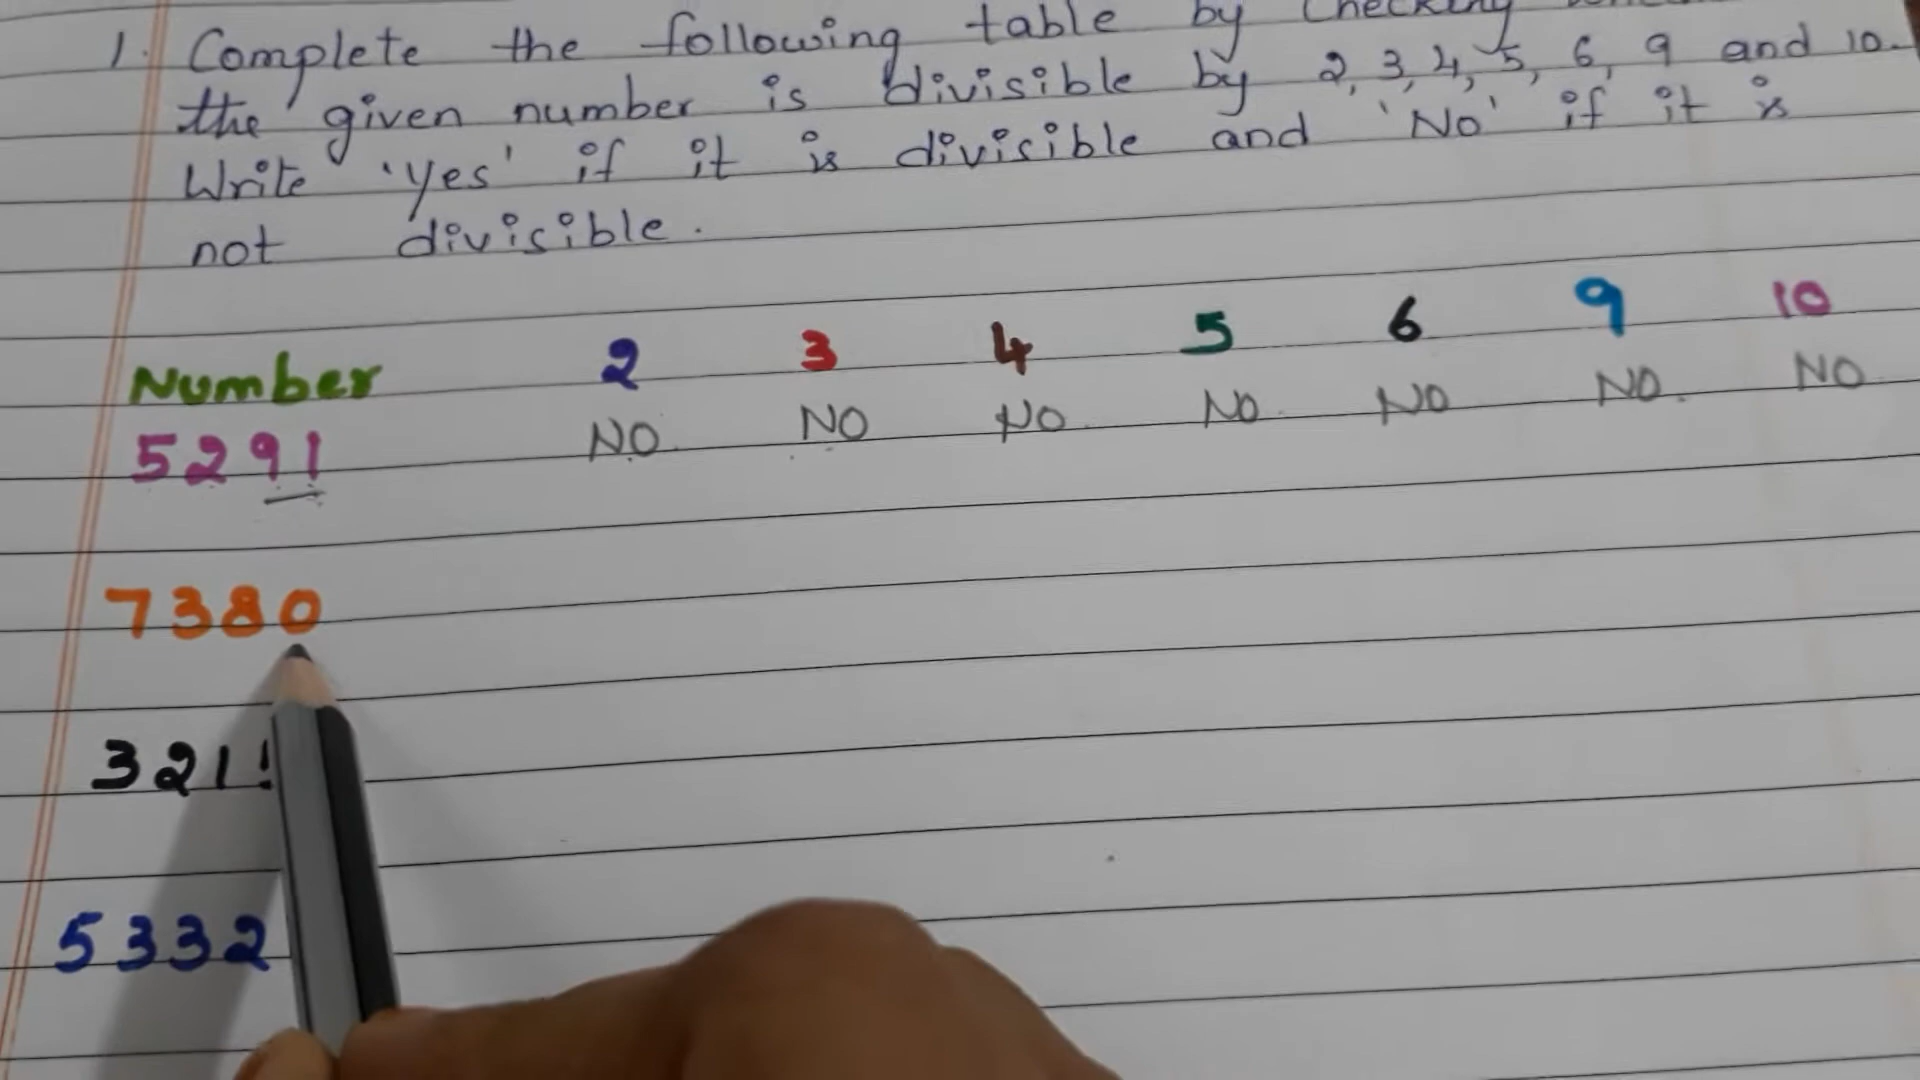 1. Complete the following table by Checking
the given number is divisible by 2, 3, 4, 5, 6, 9 and 10.
Write 'yes' if it is divisible and 'No' if it is
not divisible.
Number 2 3 4 5 6 9 10
5291 NO NO NO NO NO NO NO
7380
321
5332